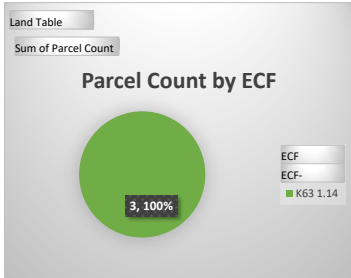 Land Table
Sum of Parcel Count
Parcel Count by ECF
3, 100%
ECF
ECF-
K63 1.14